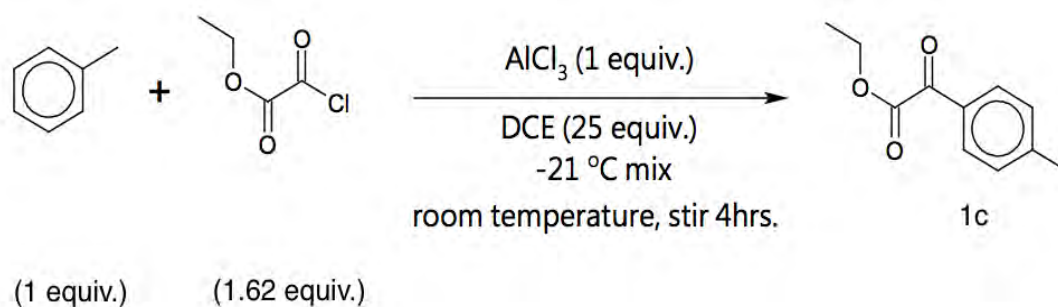 O
O
Cl
O
+
AlCl₃ (1 equiv.)
DCE (25 equiv.)
-21 °C mix
room temperature, stir 4hrs.
O
O
O
1c
(1 equiv.)
(1.62 equiv.)